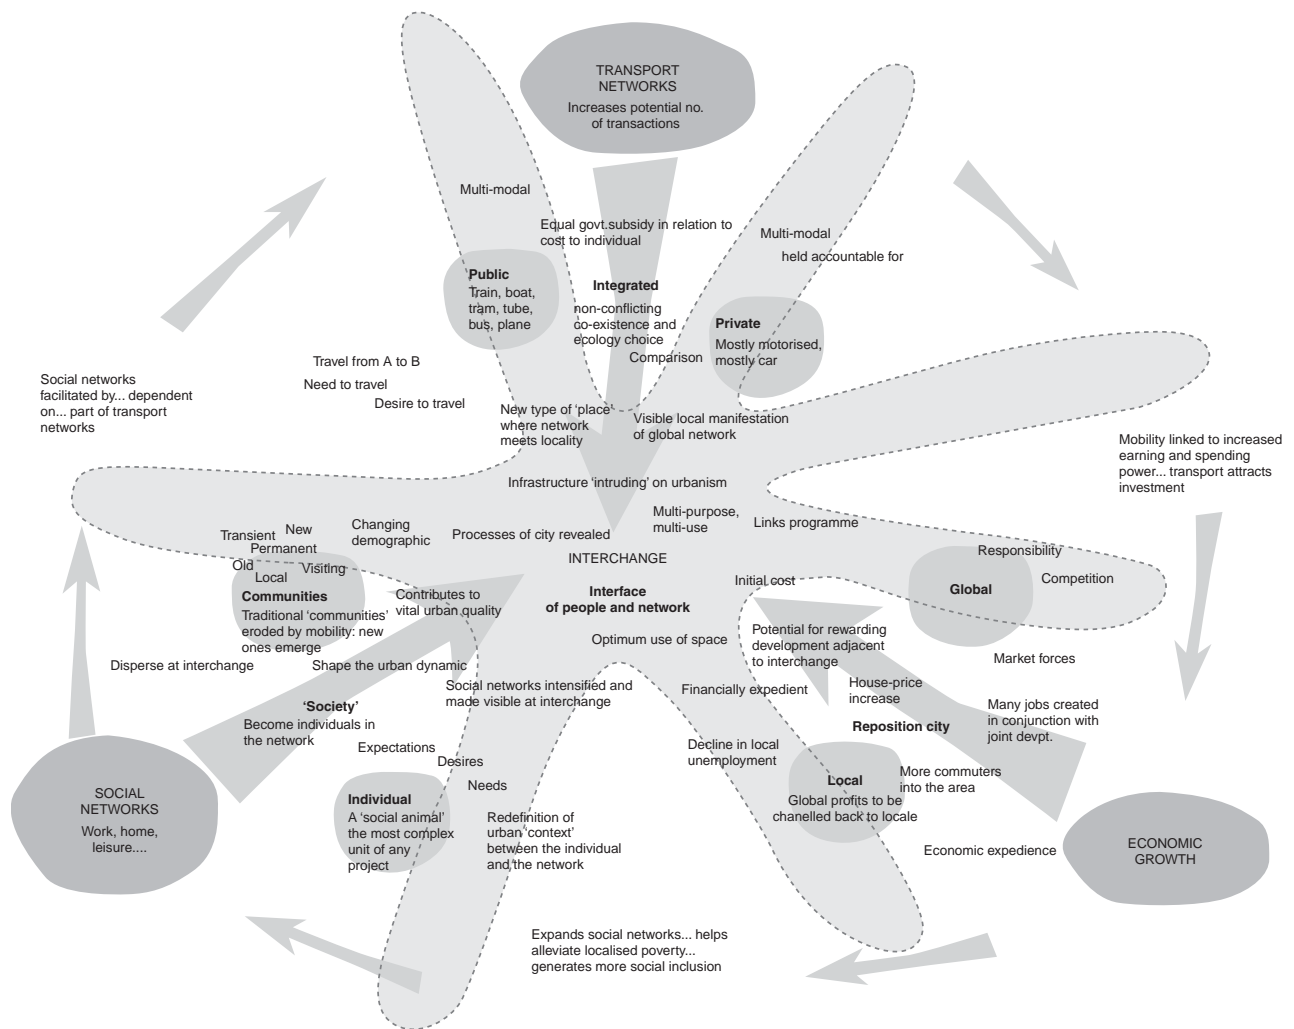 TRANSPORT
NETWORKS
Increases potential no.
of transactions
Multi-modal
Equal govt.subsidy in relation to
cost to individual
Multi-modal
held accountable for
Public
Train, boat,
tram, tube,
bus, plane
Integrated
non-conflicting
co-existence and
ecology choice
Comparison
Private
Mostly motorised,
mostly car
Travel from A to B
Need to travel
Desire to travel
Social networks
facilitated by... dependent
on... part of transport
networks
New type of ‘place’
where network
meets locality
Visible local manifestation
of global network
Mobility linked to increased
earning and spending
power... transport attracts
investment
Infrastructure ‘intruding’ on urbanism
Multi-purpose,
multi-use
Links programme
Processes of city revealed
Changing
demographic
Transient
New
Permanent
Old
Visiting
Local
Communities
Traditional ‘communities’
eroded by mobility: new
ones emerge
Contributes to
vital urban quality
INTERCHANGE
Interface
of people and network
Optimum use of space
Initial cost
Responsibility
Global
Competition
Market forces
Potential for rewarding
development adjacent
to interchange
Disperse at interchange
Shape the urban dynamic
Social networks intensified and
made visible at interchange
Financially expedient
House-price
increase
Reposition city
Many jobs created
in conjunction with
joint devpt.
‘Society’
Become individuals in
the network
Expectations
Desires
Needs
Decline in local
unemployment
Local
Global profits to be
chanelled back to locale
More commuters
into the area
SOCIAL
NETWORKS
Work, home,
leisure....
Individual
A ‘social animal’
the most complex
unit of any
project
Redefinition of
urban ‘context’
between the individual
and the network
Economic expedience
ECONOMIC
GROWTH
Expands social networks... helps
alleviate localised poverty...
generates more social inclusion